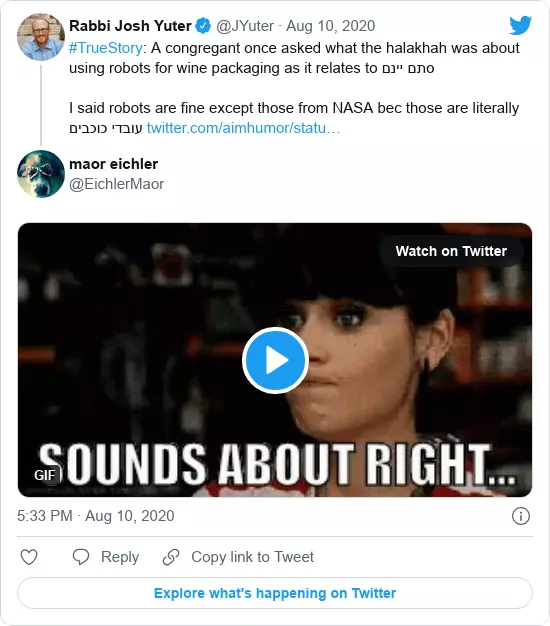 Rabbi Josh Yuter @JYuter · Aug 10, 2020
#TrueStory: A congregant once asked what the halakhah was about
using robots for wine packaging as it relates to סתם יינם
I said robots are fine except those from NASA bec those are literally
עובדי כוכבים twitter.com/aimhumor/statu…
maor eichler
@EichlerMaor
Watch on Twitter
SOUNDS ABOUT RIGHT...
GIF
5:33 PM · Aug 10, 2020
Reply
Copy link to Tweet
Explore what's happening on Twitter